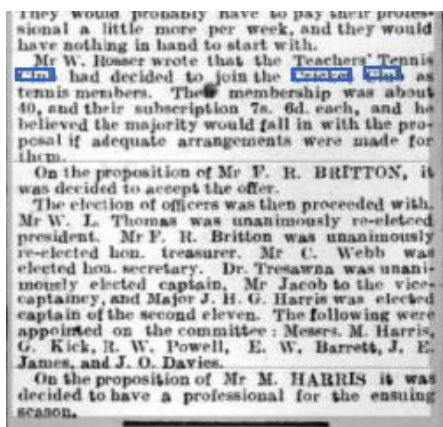 They would probably have to pay their profes-
sional a little more per week, and they would
have nothing in hand to start with.
Mr W. Rosser wrote that the Teachers' Tennis
Club had decided to join the Cricket Club as
tennis members. Their membership was about
40, and their subscription 7s. 6d. each, and he
believed the majority would fall in with the pro-
posal if adequate arrangements were made for
them.
On the proposition of Mr F. R. BRITTON, it
was decided to accept the offer.
The election of officers was then proceeded with.
Mr W. L. Thomas was unanimously re-eletced
president. Mr F. R. Britton was unanimously
re-elected hon. treasurer. Mr C. Webb was
elected hon. secretary. Dr. Tresawna was unani-
mously elected captain, Mr Jacob to the vice-
captaincy, and Major J. H. G. Harris was elected
captain of the second eleven. The following were
appointed on the committee: Messrs. M. Harris,
G. Kick, R. W. Powell, E. W. Barrett, J. E.
James, and J. O. Davies.
On the proposition of Mr M. HARRIS it was
decided to have a professional for the ensuing
season.